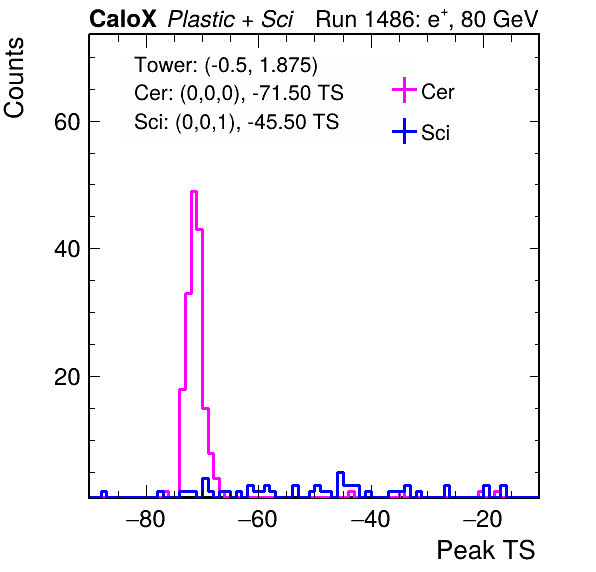 CaloX Plastic + Sci Run 1486: e+, 80 GeV
Counts
Tower: (-0.5, 1.875)
Cer: (0,0,0), -71.50 TS
Sci: (0,0,1), -45.50 TS
Cer
Sci
60
40
20
−80 −60 −40 −20
Peak TS